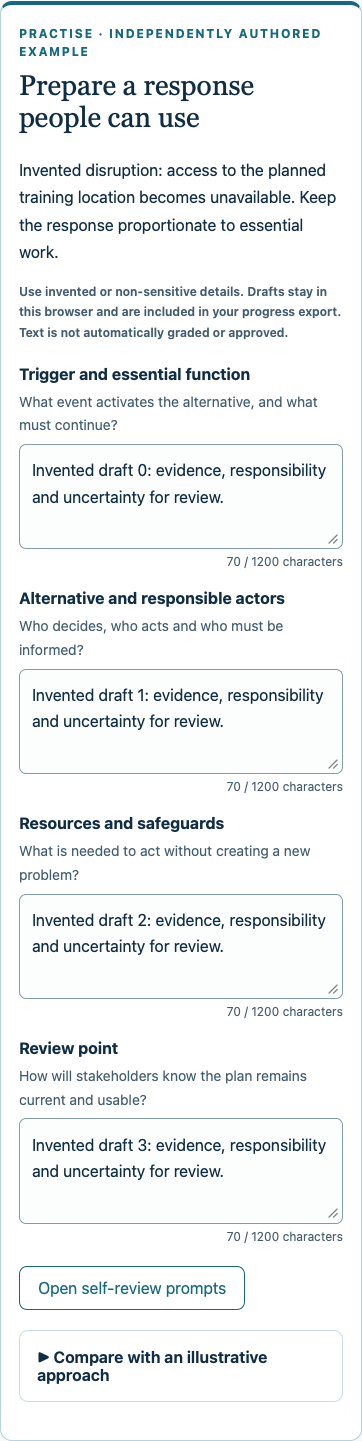 PRACTISE · INDEPENDENTLY AUTHORED
EXAMPLE
Prepare a response
people can use
Invented disruption: access to the planned
training location becomes unavailable. Keep
the response proportionate to essential
work.
Use invented or non-sensitive details. Drafts stay in
this browser and are included in your progress export.
Text is not automatically graded or approved.
Trigger and essential function
What event activates the alternative, and what
must continue?
Invented draft 0: evidence, responsibility
and uncertainty for review.
70 / 1200 characters
Alternative and responsible actors
Who decides, who acts and who must be
informed?
Invented draft 1: evidence, responsibility
and uncertainty for review.
70 / 1200 characters
Resources and safeguards
What is needed to act without creating a new
problem?
Invented draft 2: evidence, responsibility
and uncertainty for review.
70 / 1200 characters
Review point
How will stakeholders know the plan remains
current and usable?
Invented draft 3: evidence, responsibility
and uncertainty for review.
70 / 1200 characters
Open self-review prompts
Compare with an illustrative
approach